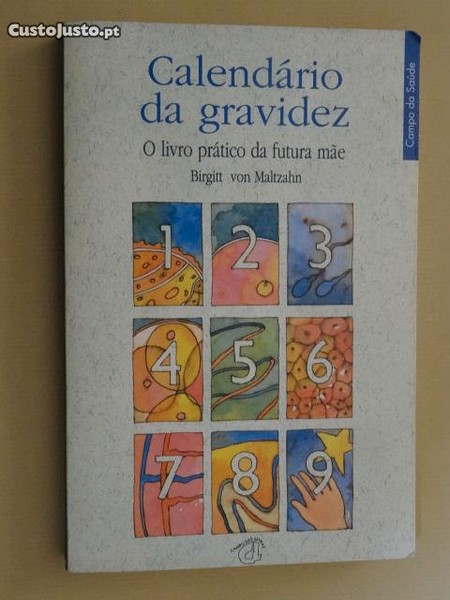 CustoJusto.pt
Calendário
da gravidez
O livro prático da futura mãe
Birgitt von Maltzahn
Campo da Saúde
1 2 3
4 5 6
7 8 9